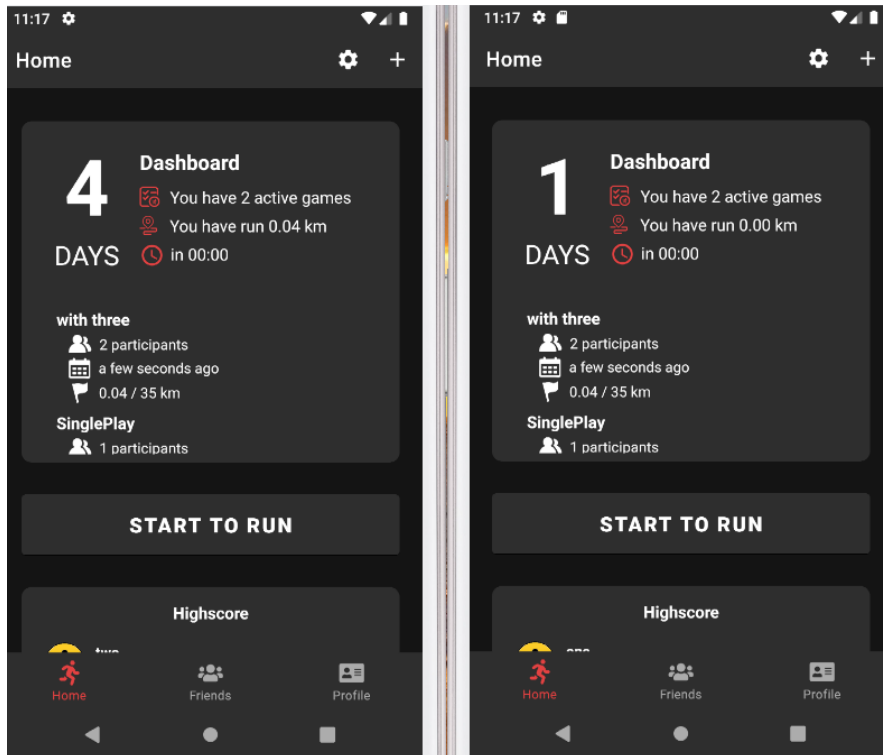 11:17
Home
4
DAYS
Dashboard
You have 2 active games
You have run 0.04 km
in 00:00
with three
2 participants
a few seconds ago
0.04 / 35 km
SinglePlay
1 participants
START TO RUN
Highscore
two
Home
Friends
Profile
11:17
Home
1
DAYS
Dashboard
You have 2 active games
You have run 0.00 km
in 00:00
with three
2 participants
a few seconds ago
0.04 / 35 km
SinglePlay
1 participants
START TO RUN
Highscore
one
Home
Friends
Profile